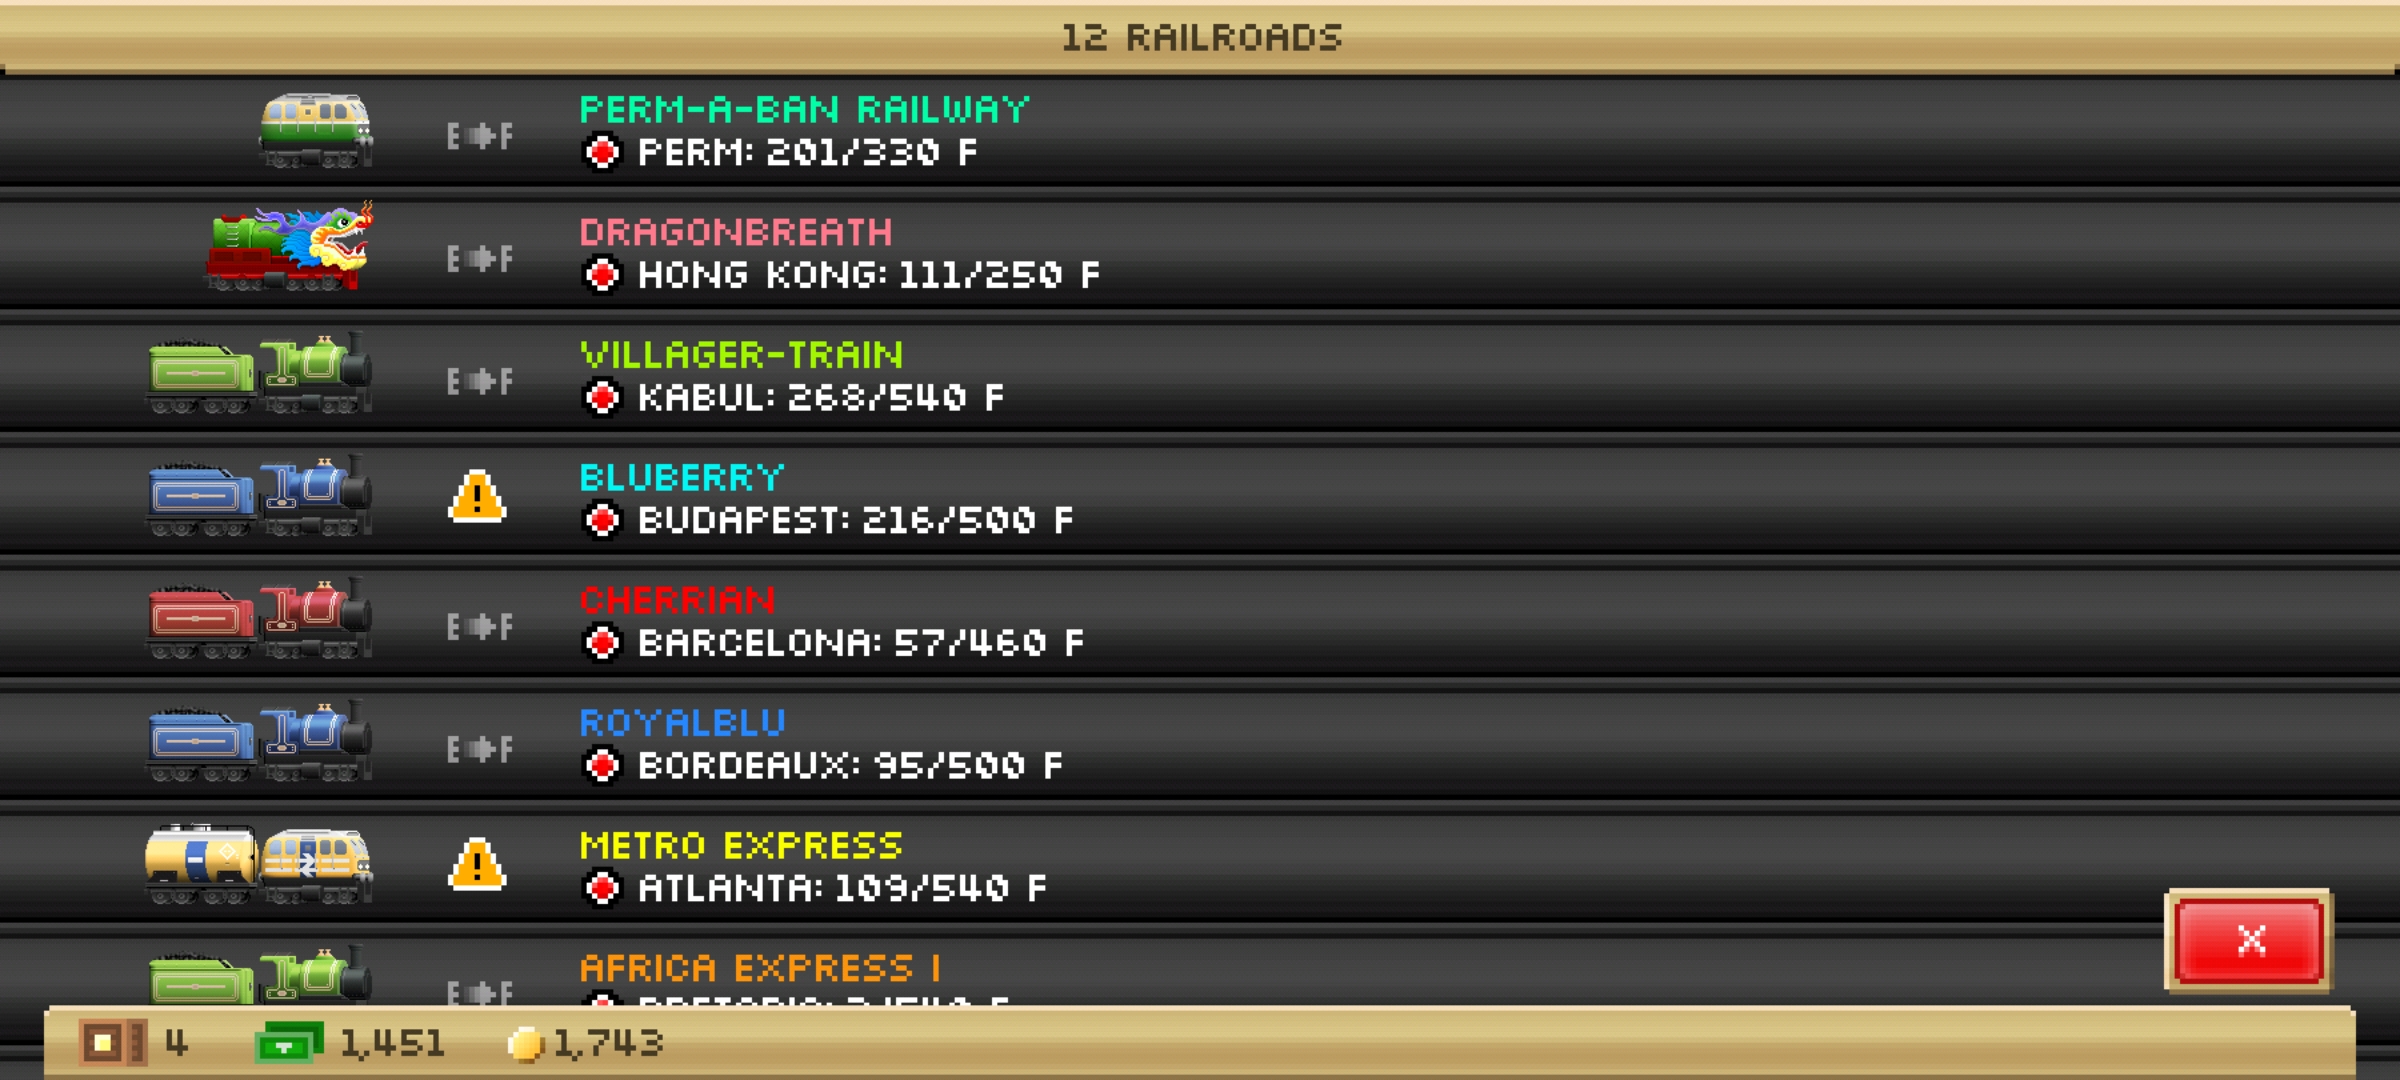 12 RAILROADS
E F
PERM-A-BAN RAILWAY
PERM: 201/330 F
E F
DRAGONBREATH
HONG KONG: 111/250 F
E F
VILLAGER-TRAIN
KABUL: 268/540 F
BLUBERRY
BUDAPEST: 216/500 F
E F
CHERRIAN
BARCELONA: 57/460 F
E F
ROYALBLU
BORDEAUX: 95/500 F
METRO EXPRESS
ATLANTA: 109/540 F
E F
AFRICA EXPRESS I
X
4 1,451 1,743